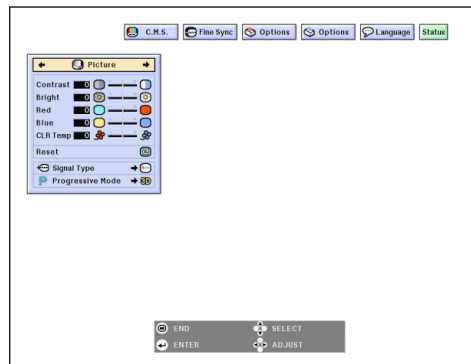 C.M.S. Fine Sync Options Options Language Status
Picture
Contrast 0
Bright 0
Red 0
Blue 0
CLR Temp 0
Reset
Signal Type
Progressive Mode
END SELECT
ENTER ADJUST